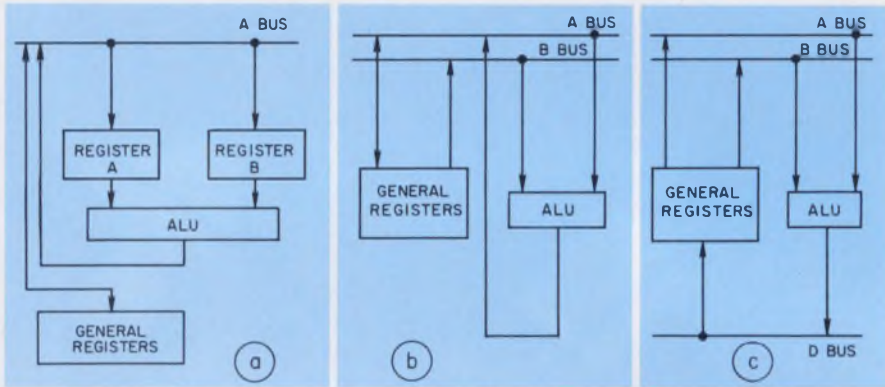 A BUS
REGISTER
A
REGISTER
B
ALU
GENERAL
REGISTERS
a
A BUS
B BUS
GENERAL
REGISTERS
ALU
b
A BUS
B BUS
GENERAL
REGISTERS
ALU
D BUS
c